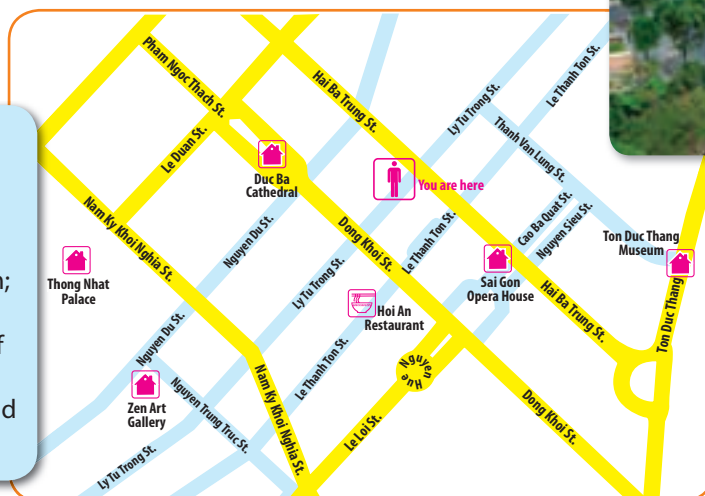 Pham Ngoc Thach St.
Hai Ba Trung St.
Le Thanh Ton St.
Ly Tu Trong St.
Le Duan St.
Thanh Van Lung St.
Duc Ba
Cathedral
You are here
Nam Ky Khoi Nghia St.
Nguyen Du St.
Dong Khoi St.
Le Thanh Ton St.
Cao Ba Quat St.
Nguyen Sieu St.
Ton Duc Thang
Museum
Thong Nhat
Palace
Ly Tu Trong St.
Sai Gon
Opera House
Hai Ba Trung St.
Ton Duc Thang
Hoi An
Restaurant
Nguyen Du St.
Le Thanh Ton St.
Nguyen
Hue
Zen Art
Gallery
Nguyen Trung Truc St.
Nam Ky Khoi Nghia St.
Le Loi St.
Dong Khoi St.
Ly Tu Trong St.